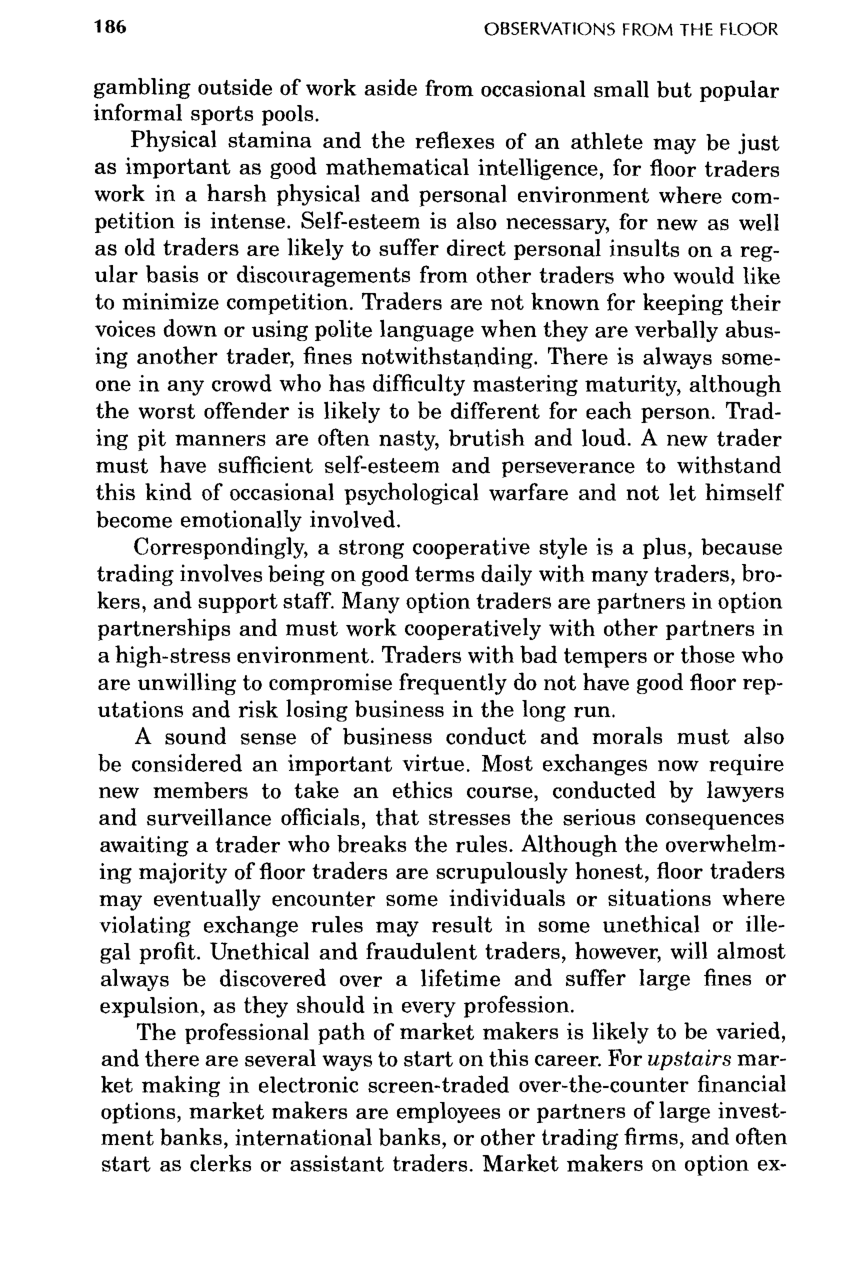 186 OBSERVATIONS FROM THE FLOOR
gambling outside of work aside from occasional small but popular
informal sports pools.
Physical stamina and the reflexes of an athlete may be just
as important as good mathematical intelligence, for floor traders
work in a harsh physical and personal environment where com-
petition is intense. Self-esteem is also necessary, for new as well
as old traders are likely to suffer direct personal insults on a reg-
ular basis or discouragements from other traders who would like
to minimize competition. Traders are not known for keeping their
voices down or using polite language when they are verbally abus-
ing another trader, fines notwithstanding. There is always some-
one in any crowd who has difficulty mastering maturity, although
the worst offender is likely to be different for each person. Trad-
ing pit manners are often nasty, brutish and loud. A new trader
must have sufficient self-esteem and perseverance to withstand
this kind of occasional psychological warfare and not let himself
become emotionally involved.
Correspondingly, a strong cooperative style is a plus, because
trading involves being on good terms daily with many traders, bro-
kers, and support staff. Many option traders are partners in option
partnerships and must work cooperatively with other partners in
a high-stress environment. Traders with bad tempers or those who
are unwilling to compromise frequently do not have good floor rep-
utations and risk losing business in the long run.
A sound sense of business conduct and morals must also
be considered an important virtue. Most exchanges now require
new members to take an ethics course, conducted by lawyers
and surveillance officials, that stresses the serious consequences
awaiting a trader who breaks the rules. Although the overwhelm-
ing majority of floor traders are scrupulously honest, floor traders
may eventually encounter some individuals or situations where
violating exchange rules may result in some unethical or ille-
gal profit. Unethical and fraudulent traders, however, will almost
always be discovered over a lifetime and suffer large fines or
expulsion, as they should in every profession.
The professional path of market makers is likely to be varied,
and there are several ways to start on this career. For upstairs mar-
ket making in electronic screen-traded over-the-counter financial
options, market makers are employees or partners of large invest-
ment banks, international banks, or other trading firms, and often
start as clerks or assistant traders. Market makers on option ex-